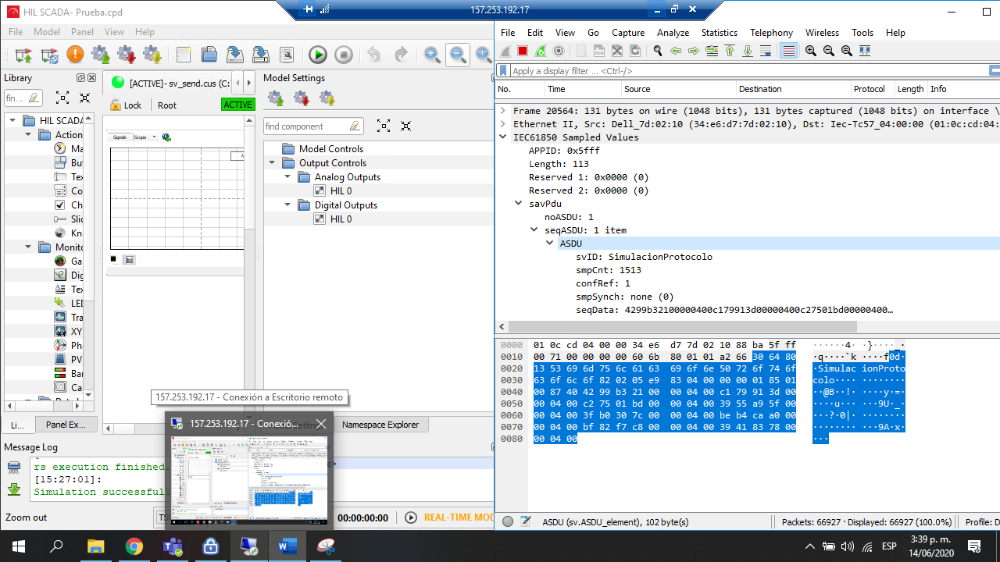 HIL SCADA- Prueba.cpd
157.253.192.17
File Model Panel View Help
File Edit View Go Capture Analyze Statistics Telephony Wireless Tools Help
Library
[ACTIVE]- sv_send.cus (C:
Model Settings
Apply a display filter ... <Ctrl-/>
fin...
Lock
Root
ACTIVE
No. Time Source Destination Protocol Length Info
find component
HIL SCADA
Action
Ma
But
Tex
Co
Ch
Slic
Kno
Monito
Ga
Dig
Tex
LED
Tra
XY
Pho
PV
Bar
Ca
Signals Scope
Model Controls
Output Controls
Analog Outputs
HIL 0
Digital Outputs
HIL 0
Frame 20564: 131 bytes on wire (1048 bits), 131 bytes captured (1048 bits) on interface \
Ethernet II, Src: Dell_7d:02:10 (34:e6:d7:7d:02:10), Dst: Iec-Tc57_04:00:00 (01:0c:cd:04:
IEC61850 Sampled Values
APPID: 0x5fff
Length: 113
Reserved 1: 0x0000 (0)
Reserved 2: 0x0000 (0)
savPdu
noASDU: 1
seqASDU: 1 item
ASDU
svID: SimulacionProtocolo
smpCnt: 1513
confRef: 1
smpSynch: none (0)
seqData: 4299b32100000400c179913d00000400c27501bd00000400…
0000 01 0c cd 04 00 00 34 e6 d7 7d 02 10 88 ba 5f ff ······4· ·}····_·
0010 00 71 00 00 00 00 60 6b 80 01 01 a2 66 30 64 80 ·q····`k ····f0d·
0020 13 53 69 6d 75 6c 61 63 69 6f 6e 50 72 6f 74 6f ·Simulac ionProto
0030 63 6f 6c 6f 82 02 05 e9 83 04 00 00 00 01 85 01 colo···· ········
0040 00 87 40 42 99 b3 21 00 00 04 00 c1 79 91 3d 00 ··@B··!· ····y·=·
0050 00 04 00 c2 75 01 bd 00 00 04 00 39 55 a9 5f 00 ····u··· ···9U·_·
0060 00 04 00 3f b0 30 7c 00 00 04 00 be b4 ca a0 00 ···?·0|· ········
0070 00 04 00 bf 82 f7 c8 00 00 04 00 39 41 83 78 00 ········ ···9A·x·
0080 00 04 00 ···
157.253.192.17 - Conexión a Escritorio remoto
157.253.192.17 - Conexió...
Li... Panel Ex...
Namespace Explorer
Message Log
rs execution finished.
[15:27:01]:
Simulation successfull
Zoom out
00:00:00:00
REAL-TIME MOD
ASDU (sv.ASDU_element), 102 byte(s)
Packets: 66927 · Displayed: 66927 (100.0%)
Profile: D
ESP
3:39 p. m.
14/06/2020